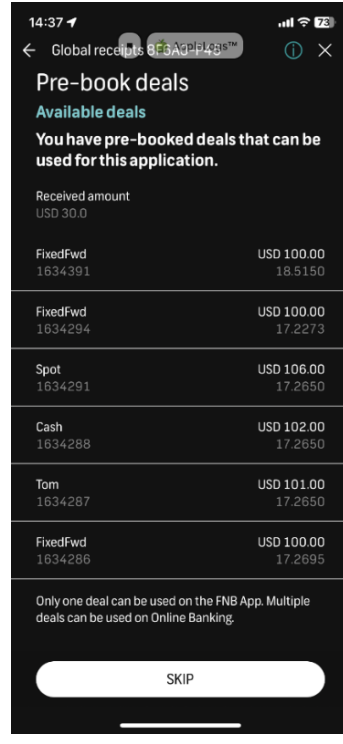 14:37
73
Global receipts
AppleLogs™
Pre-book deals
Available deals
You have pre-booked deals that can be
used for this application.
Received amount
USD 30.0
FixedFwd USD 100.00
1634391 18.5150
FixedFwd USD 100.00
1634294 17.2273
Spot USD 106.00
1634291 17.2650
Cash USD 102.00
1634288 17.2650
Tom USD 101.00
1634287 17.2650
FixedFwd USD 100.00
1634286 17.2695
Only one deal can be used on the FNB App. Multiple
deals can be used on Online Banking.
SKIP